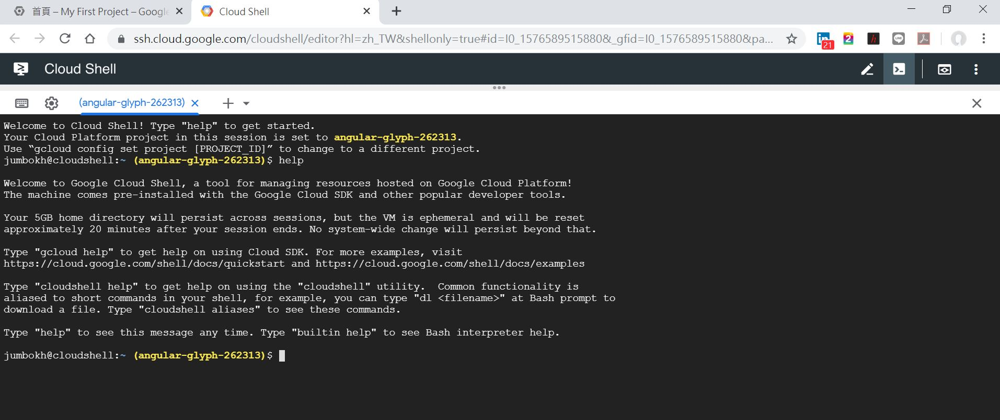 首頁 – My First Project – Google
Cloud Shell
ssh.cloud.google.com/cloudshell/editor?hl=zh_TW&shellonly=true#id=I0_1576589515880&_gfid=I0_1576589515880&pa...
in
21
2
h
LINE
Cloud Shell
(angular-glyph-262313)
Welcome to Cloud Shell! Type "help" to get started.
Your Cloud Platform project in this session is set to angular-glyph-262313.
Use “gcloud config set project [PROJECT_ID]” to change to a different project.
jumbokh@cloudshell:~ (angular-glyph-262313)$ help
Welcome to Google Cloud Shell, a tool for managing resources hosted on Google Cloud Platform!
The machine comes pre-installed with the Google Cloud SDK and other popular developer tools.
Your 5GB home directory will persist across sessions, but the VM is ephemeral and will be reset
approximately 20 minutes after your session ends. No system-wide change will persist beyond that.
Type "gcloud help" to get help on using Cloud SDK. For more examples, visit
https://cloud.google.com/shell/docs/quickstart and https://cloud.google.com/shell/docs/examples
Type "cloudshell help" to get help on using the "cloudshell" utility.  Common functionality is
aliased to short commands in your shell, for example, you can type "dl <filename>" at Bash prompt to
download a file. Type "cloudshell aliases" to see these commands.
Type "help" to see this message any time. Type "builtin help" to see Bash interpreter help.
jumbokh@cloudshell:~ (angular-glyph-262313)$